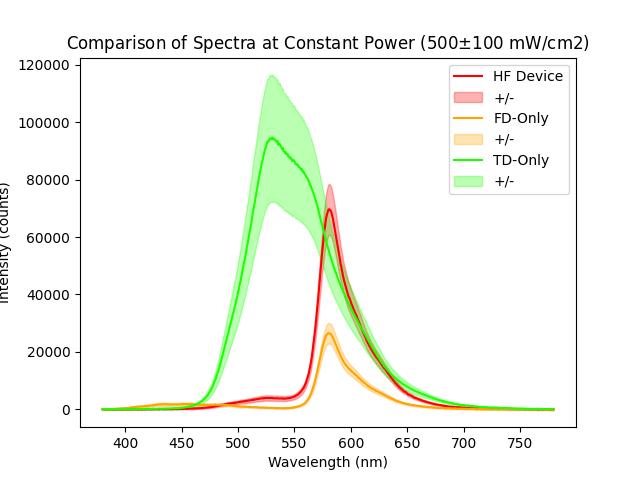 Comparison of Spectra at Constant Power (500±100 mW/cm2)
120000
100000
80000
60000
40000
20000
0
Intensity (counts)
HF Device
+/-
FD-Only
+/-
TD-Only
+/-
400 450 500 550 600 650 700 750
Wavelength (nm)